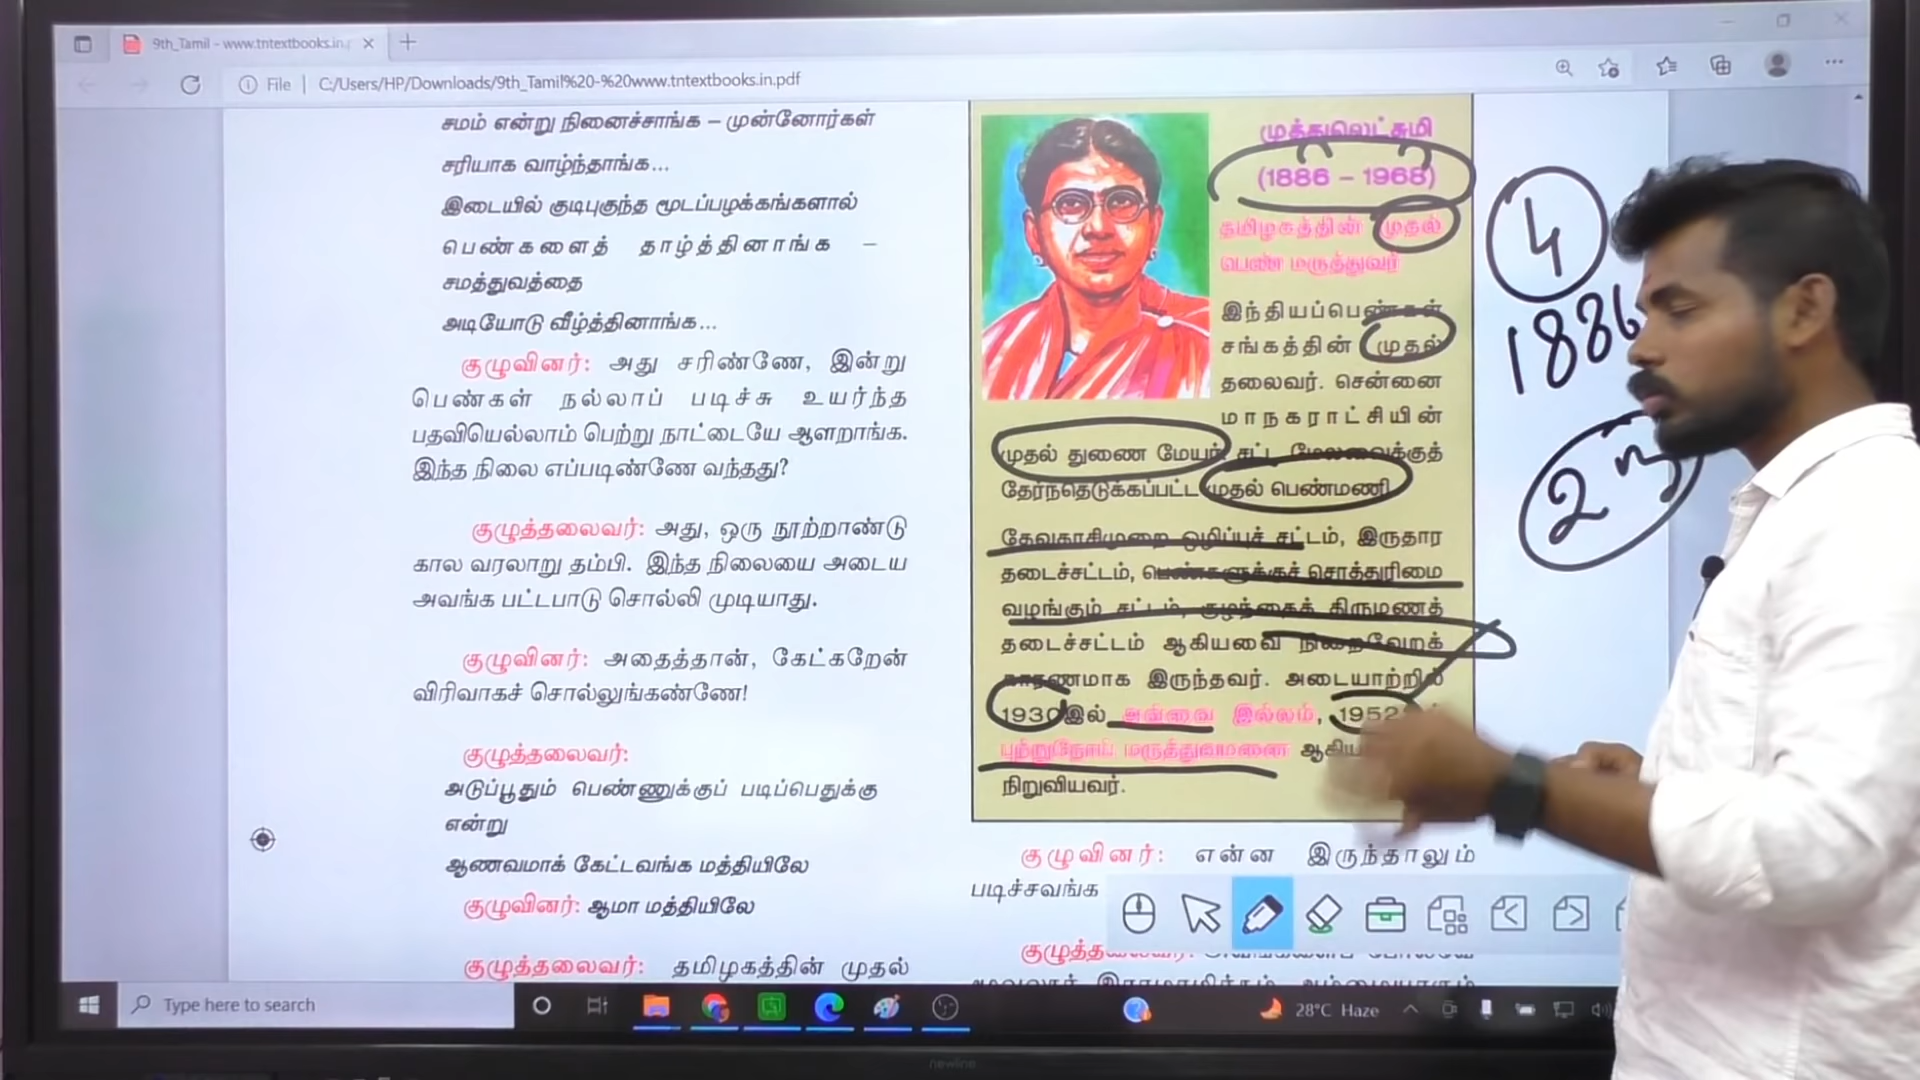 9th_Tamil - www.tntextbooks.in
File | C:/Users/HP/Downloads/9th_Tamil%20-%20www.tntextbooks.in.pdf
சமம் என்று நினைச்சாங்க – முன்னோர்கள்
சரியாக வாழ்ந்தாங்க...
இடையில் குடிபுகுந்த மூடப்பழக்கங்களால்
பெண்களைத் தாழ்த்தினாங்க –
சமத்துவத்தை
அடியோடு வீழ்த்தினாங்க...
குழுவினர்: அது சரிண்ணே, இன்று
பெண்கள் நல்லாப் படிச்சு உயர்ந்த
பதவியெல்லாம் பெற்று நாட்டையே ஆளறாங்க.
இந்த நிலை எப்படிண்ணே வந்தது?
குழுத்தலைவர்: அது, ஒரு நூற்றாண்டு
கால வரலாறு தம்பி. இந்த நிலையை அடைய
அவங்க பட்டபாடு சொல்லி முடியாது.
குழுவினர்: அதைத்தான், கேட்கறேன்
விரிவாகச் சொல்லுங்கண்ணே!
குழுத்தலைவர்:
அடுப்பூதும் பெண்ணுக்குப் படிப்பெதுக்கு
என்று
ஆணவமாக் கேட்டவங்க மத்தியிலே
குழுவினர்: ஆமா மத்தியிலே
குழுத்தலைவர்: தமிழகத்தின் முதல்
முத்துலெட்சுமி
(1886 – 1968)
தமிழகத்தின் முதல்
பெண் மருத்துவர்
இந்தியப்பெண்கள்
சங்கத்தின் முதல்
தலைவர். சென்னை
மாநகராட்சியின்
முதல் துணை மேயர். சட்ட மேலவைக்குத்
தேர்ந்தெடுக்கப்பட்ட முதல் பெண்மணி
தேவதாசிமுறை ஒழிப்புச் சட்டம், இருதார
தடைச்சட்டம், பெண்களுக்குச் சொத்துரிமை
வழங்கும் சட்டம், குழந்தைத் திருமணத்
தடைச்சட்டம் ஆகியவை நிறைவேறக்
காரணமாக இருந்தவர். அடையாற்றில்
1930இல் அவ்வை இல்லம், 1952
புற்றுநோய் மருத்துவமனை
நிறுவியவர்.
குழுவினர்: என்ன இருந்தாலும்
படிச்சவங்க
4
1886
Type here to search
28°C Haze
newline